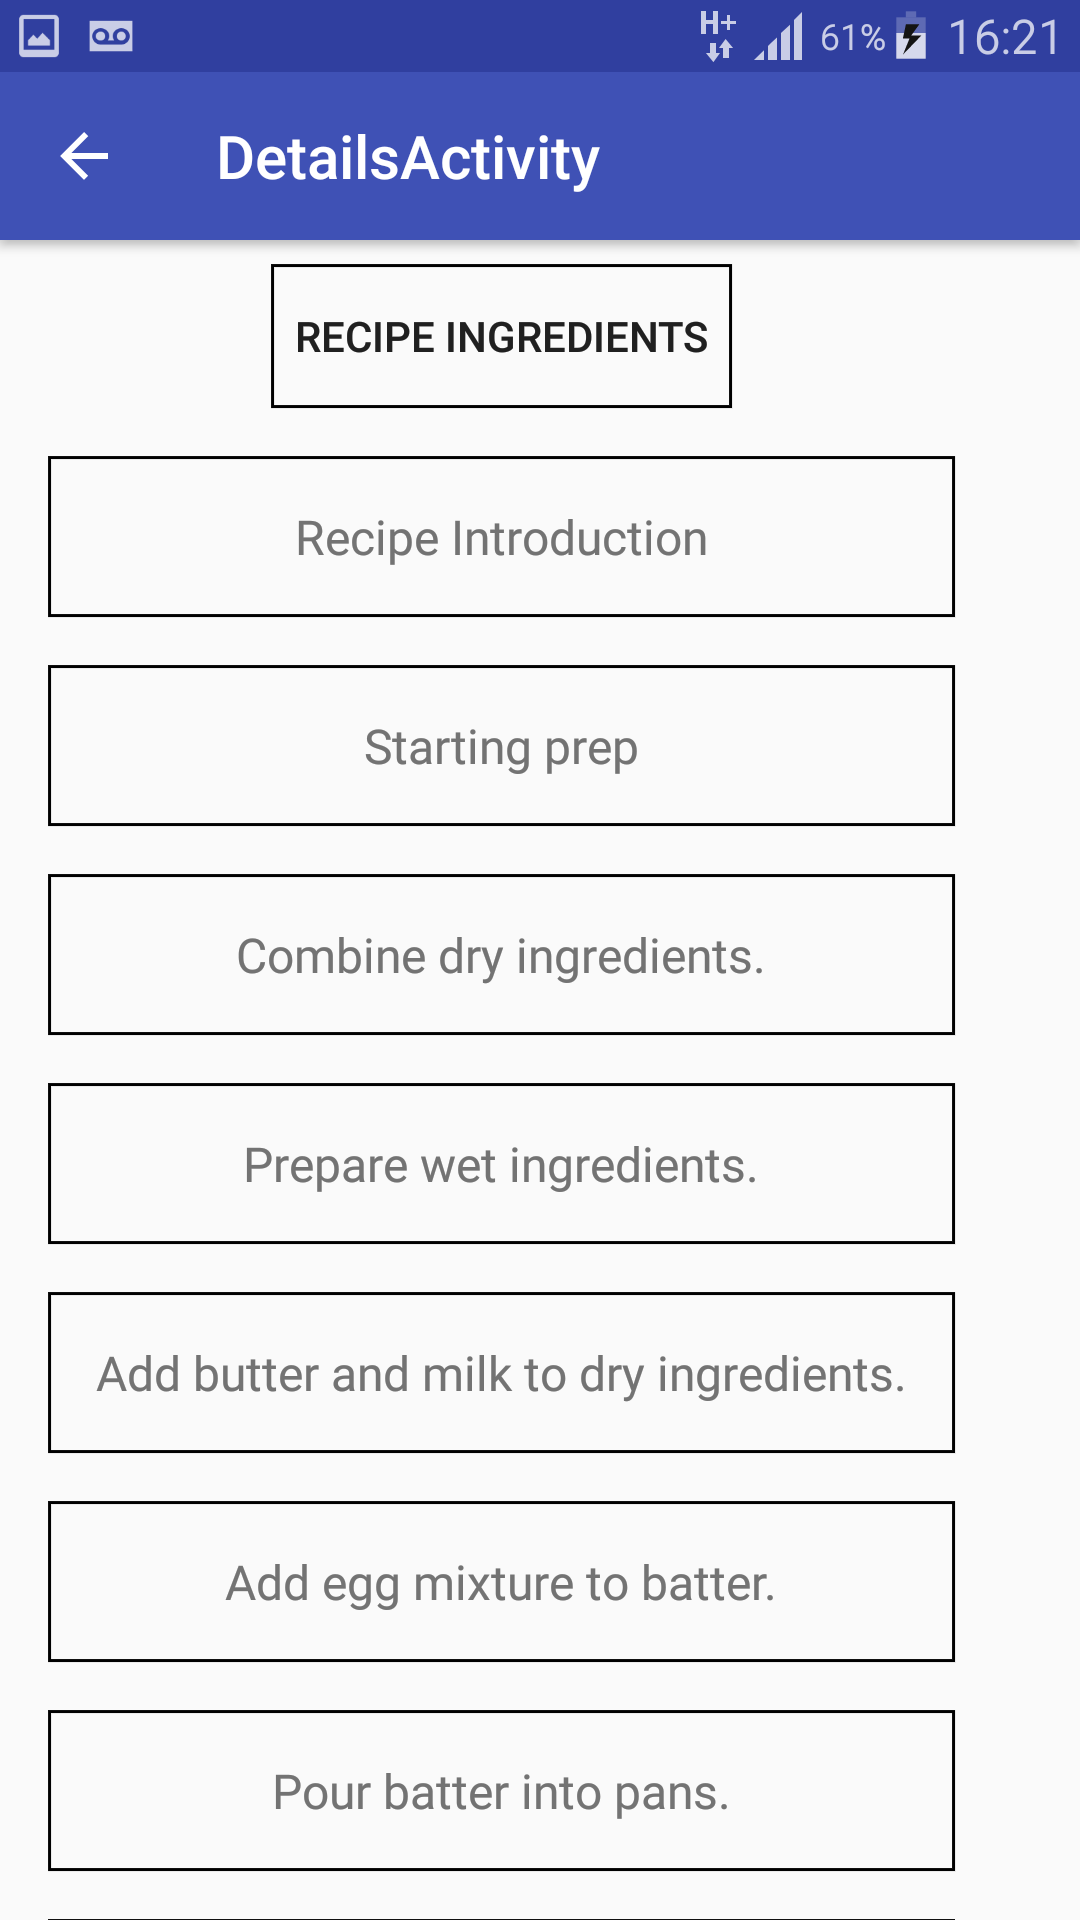 H+ 61% 16:21
DetailsActivity
RECIPE INGREDIENTS
Recipe Introduction
Starting prep
Combine dry ingredients.
Prepare wet ingredients.
Add butter and milk to dry ingredients.
Add egg mixture to batter.
Pour batter into pans.